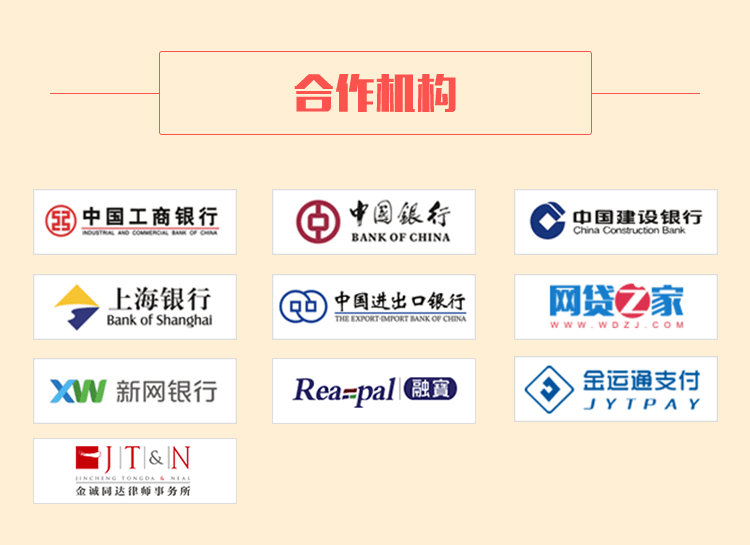 合作机构
中国工商银行
INDUSTRIAL AND COMMERCIAL BANK OF CHINA
中国银行
BANK OF CHINA
中国建设银行
China Construction Bank
上海银行
Bank of Shanghai
中国进出口银行
THE EXPORT-IMPORT BANK OF CHINA
网贷之家
WWW.WDZJ.COM
XW 新网银行
Reapal 融寶
金运通支付
JYTPAY
J|T|&|N
JINCHENG TONGDA & NEAL
金诚同达律师事务所